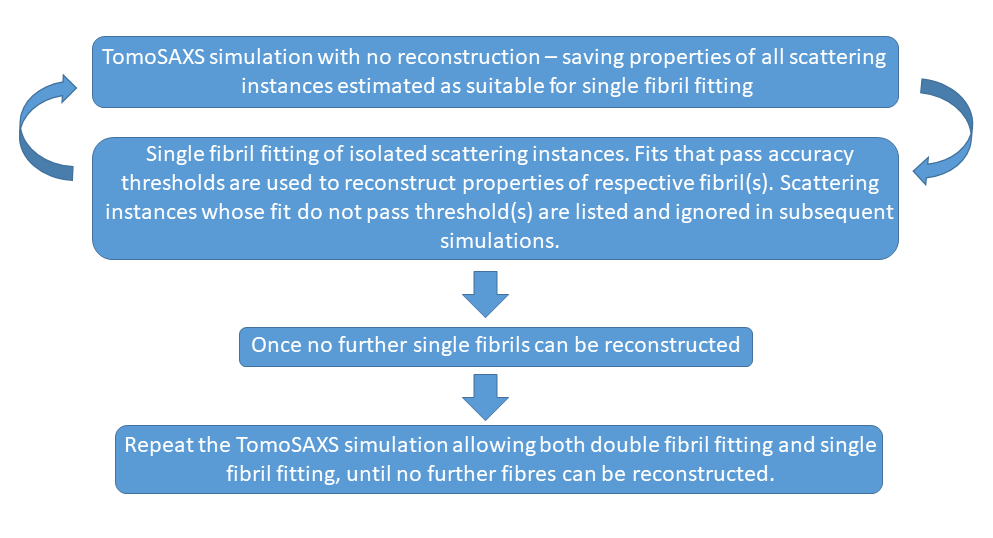 TomoSAXS simulation with no reconstruction – saving properties of all scattering
instances estimated as suitable for single fibril fitting
Single fibril fitting of isolated scattering instances. Fits that pass accuracy
thresholds are used to reconstruct properties of respective fibril(s). Scattering
instances whose fit do not pass threshold(s) are listed and ignored in subsequent
simulations.
Once no further single fibrils can be reconstructed
Repeat the TomoSAXS simulation allowing both double fibril fitting and single
fibril fitting, until no further fibres can be reconstructed.